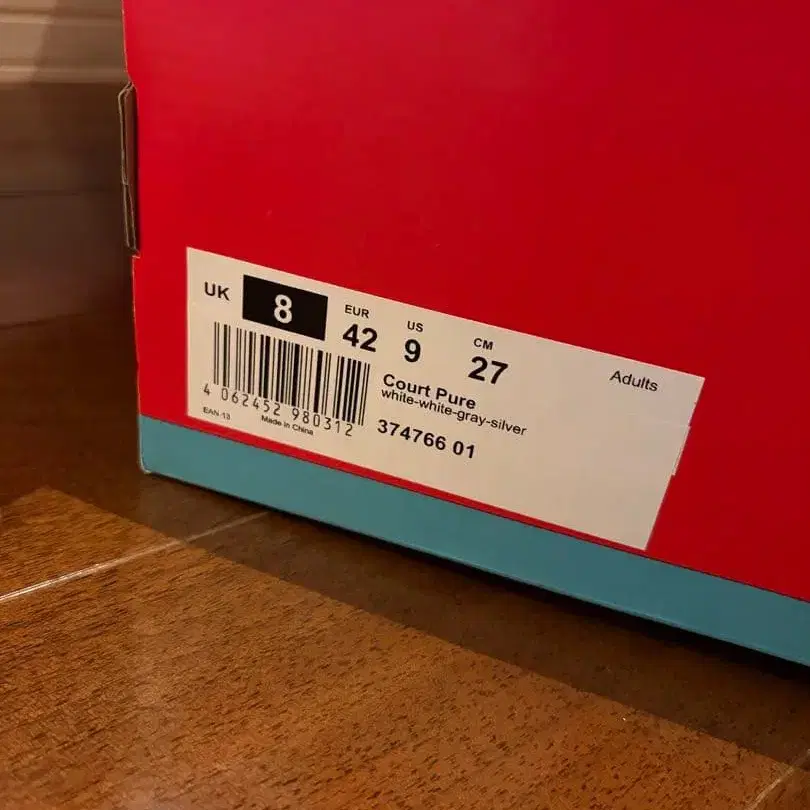 UK 8 EUR 42 US 9 CM 27 Adults
Court Pure
white-white-gray-silver
4 062452 980312
EAN-13 Made in China
374766 01